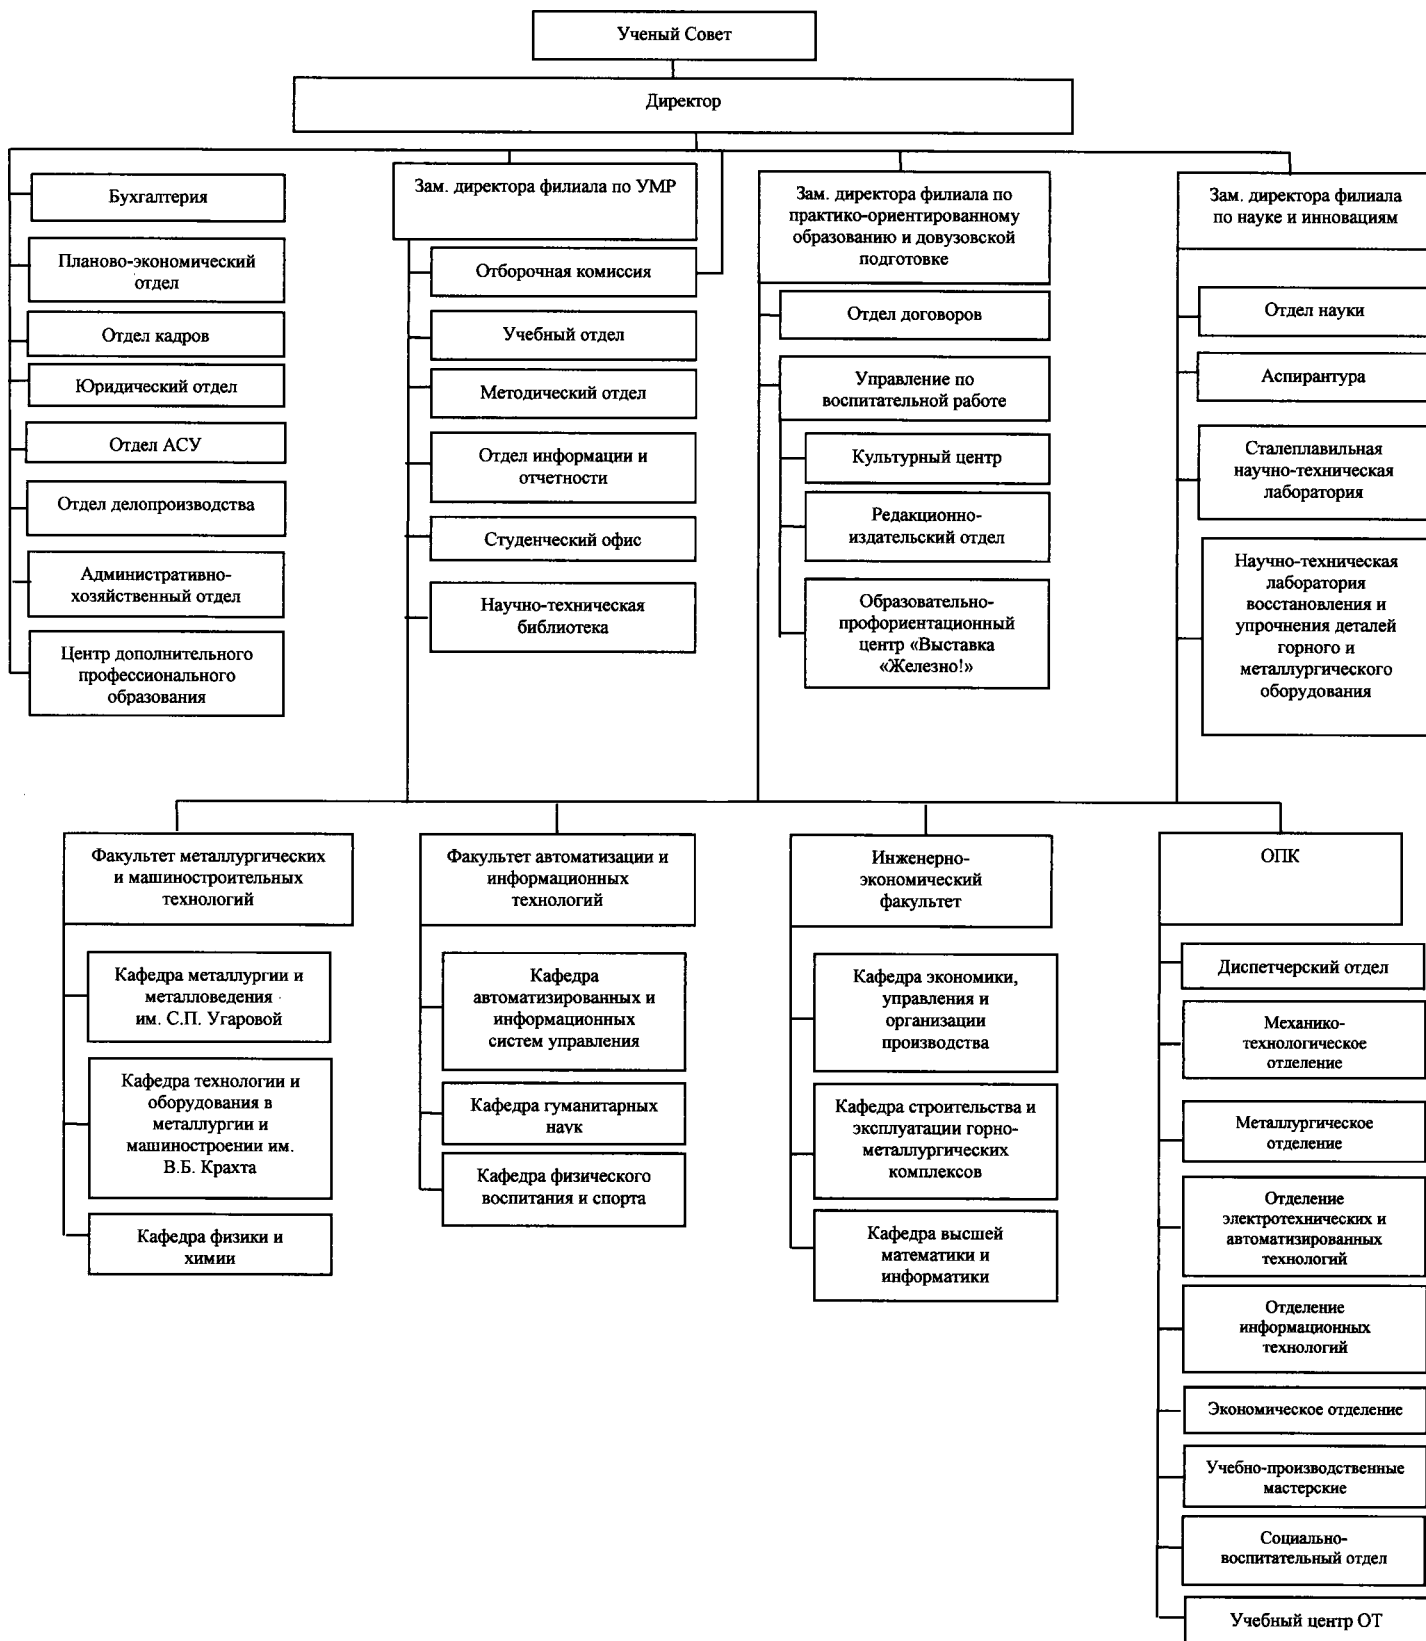 Ученый Совет
Директор
Бухгалтерия
Планово-экономический
отдел
Отдел кадров
Юридический отдел
Отдел АСУ
Отдел делопроизводства
Административно-
хозяйственный отдел
Центр дополнительного
профессионального
образования
Зам. директора филиала по УМР
Отборочная комиссия
Учебный отдел
Методический отдел
Отдел информации и
отчетности
Студенческий офис
Научно-техническая
библиотека
Зам. директора филиала по
практико-ориентированному
образованию и довузовской
подготовке
Отдел договоров
Управление по
воспитательной работе
Культурный центр
Редакционно-
издательский отдел
Образовательно-
профориентационный
центр «Выставка
«Железно!»
Зам. директора филиала
по науке и инновациям
Отдел науки
Аспирантура
Сталеплавильная
научно-техническая
лаборатория
Научно-техническая
лаборатория
восстановления и
упрочнения деталей
горного и
металлургического
оборудования
Факультет металлургических
и машиностроительных
технологий
Кафедра металлургии и
металловедения
им. С.П. Угаровой
Кафедра технологии и
оборудования в
металлургии и
машиностроении им.
В.Б. Крахта
Кафедра физики и
химии
Факультет автоматизации и
информационных
технологий
Кафедра
автоматизированных и
информационных
систем управления
Кафедра гуманитарных
наук
Кафедра физического
воспитания и спорта
Инженерно-
экономический
факультет
Кафедра экономики,
управления и
организации
производства
Кафедра строительства и
эксплуатации горно-
металлургических
комплексов
Кафедра высшей
математики и
информатики
ОПК
Диспетчерский отдел
Механико-
технологическое
отделение
Металлургическое
отделение
Отделение
электротехнических и
автоматизированных
технологий
Отделение
информационных
технологий
Экономическое отделение
Учебно-производственные
мастерские
Социально-
воспитательный отдел
Учебный центр ОТ